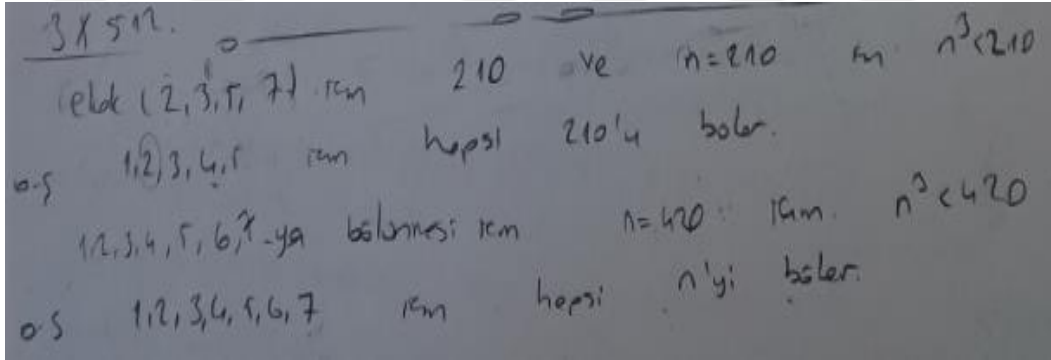 3 X 512.
(2, 3, 5, 7) için 210 ve n=210 için n³<210
1,2,3,4,5 için hepsi 210'u böler.
1,2,3,4,5,6,7-ya bölünmesi için n=420 için n³<420
1,2,3,4,5,6,7 için hepsi n'yi böler.